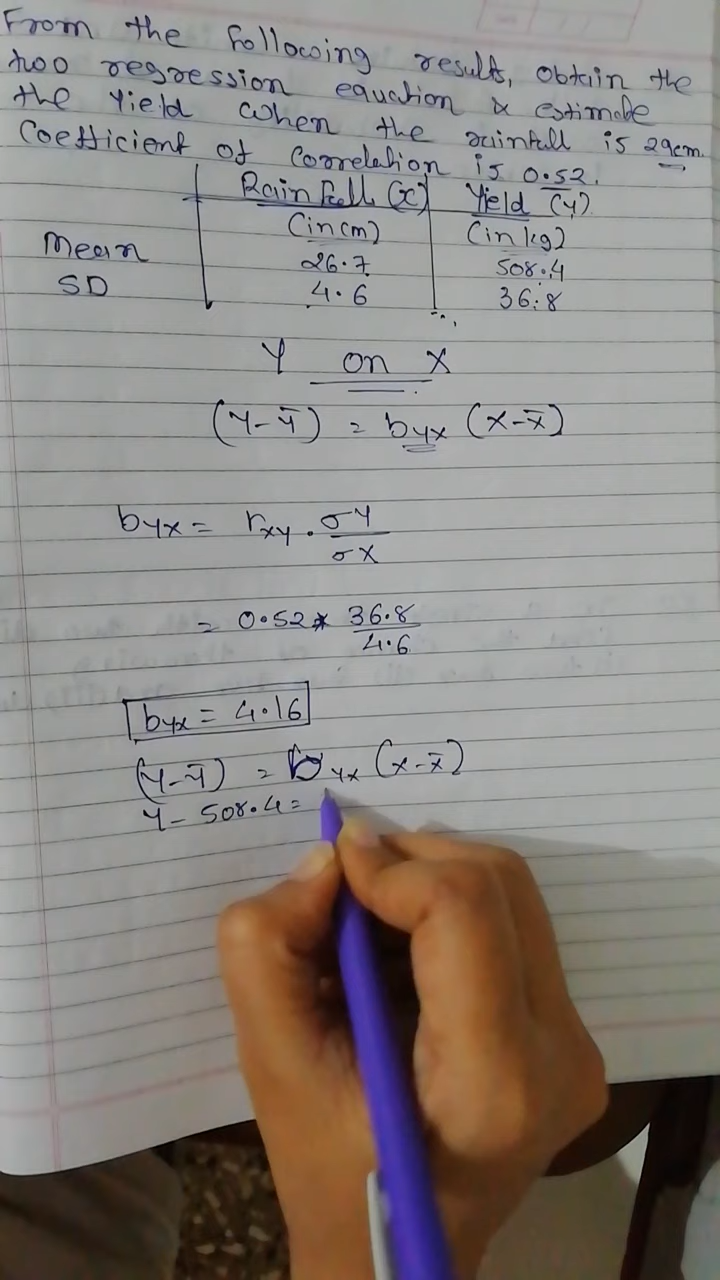 From the following result, obtain the
two regression equation & estimate
the Yield when the rainfall is 29cm.
Coefficient of Correlation is 0.52.
Rainfall (x) Yield (y)
(in cm) (in kg)
Mean 26.7 508.4
SD 4.6 36.8
Y on X
(y-ȳ) = byx (x-x̄)
byx = rxy . σy/σx
= 0.52 * 36.8/4.6
byx = 4.16
(y-ȳ) = byx (x-x̄)
y - 508.4 =